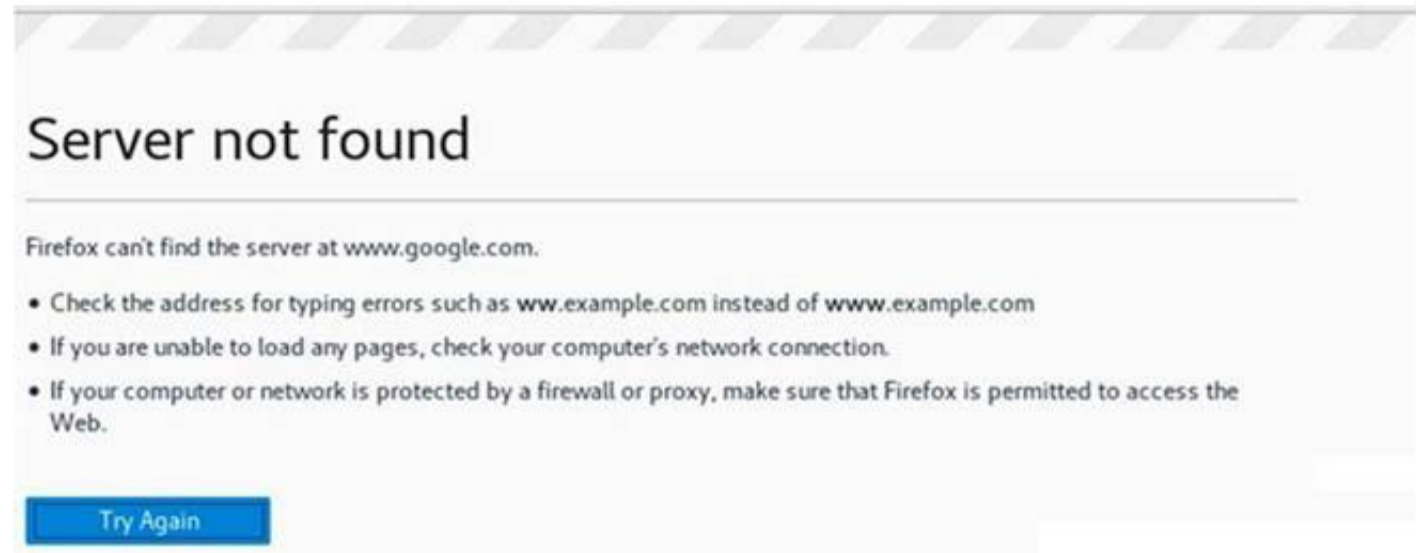 Server not found
Firefox can't find the server at www.google.com.
• Check the address for typing errors such as ww.example.com instead of www.example.com
• If you are unable to load any pages, check your computer's network connection.
• If your computer or network is protected by a firewall or proxy, make sure that Firefox is permitted to access the
Web.
Try Again